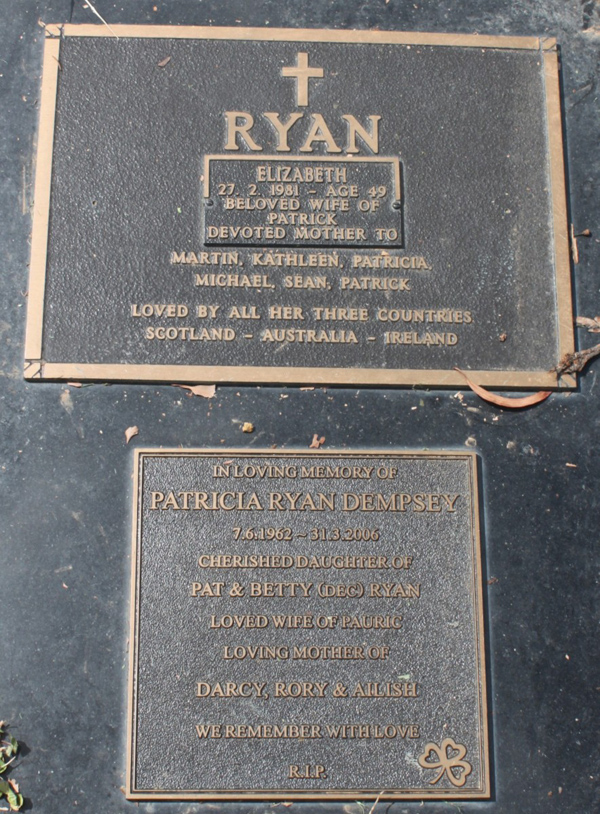 RYAN
ELIZABETH
27. 2. 1981 – AGE 49
BELOVED WIFE OF
PATRICK
DEVOTED MOTHER TO
MARTIN, KATHLEEN, PATRICIA
MICHAEL, SEAN, PATRICK
LOVED BY ALL HER THREE COUNTRIES
SCOTLAND – AUSTRALIA – IRELAND
IN LOVING MEMORY OF
PATRICIA RYAN DEMPSEY
7.6.1962 ~ 31.3.2006
CHERISHED DAUGHTER OF
PAT & BETTY (DEC) RYAN
LOVED WIFE OF PAURIC
LOVING MOTHER OF
DARCY, RORY & AILISH
WE REMEMBER WITH LOVE
R.I.P.